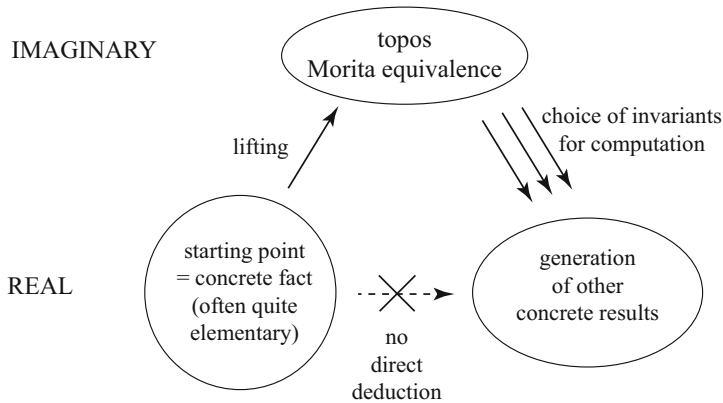 IMAGINARY
topos
Morita equivalence
choice of invariants
for computation
lifting
REAL
starting point
= concrete fact
(often quite
elementary)
generation
of other
concrete results
no
direct
deduction